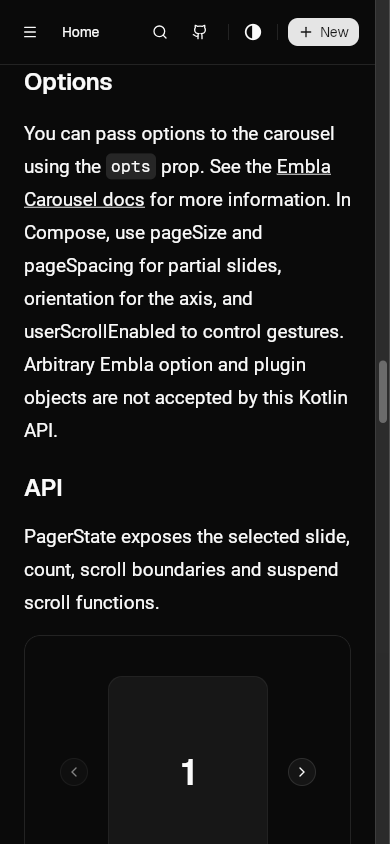 Home
New
Options
You can pass options to the carousel
using the opts prop. See the Embla
Carousel docs for more information. In
Compose, use pageSize and
pageSpacing for partial slides,
orientation for the axis, and
userScrollEnabled to control gestures.
Arbitrary Embla option and plugin
objects are not accepted by this Kotlin
API.
API
PagerState exposes the selected slide,
count, scroll boundaries and suspend
scroll functions.
1